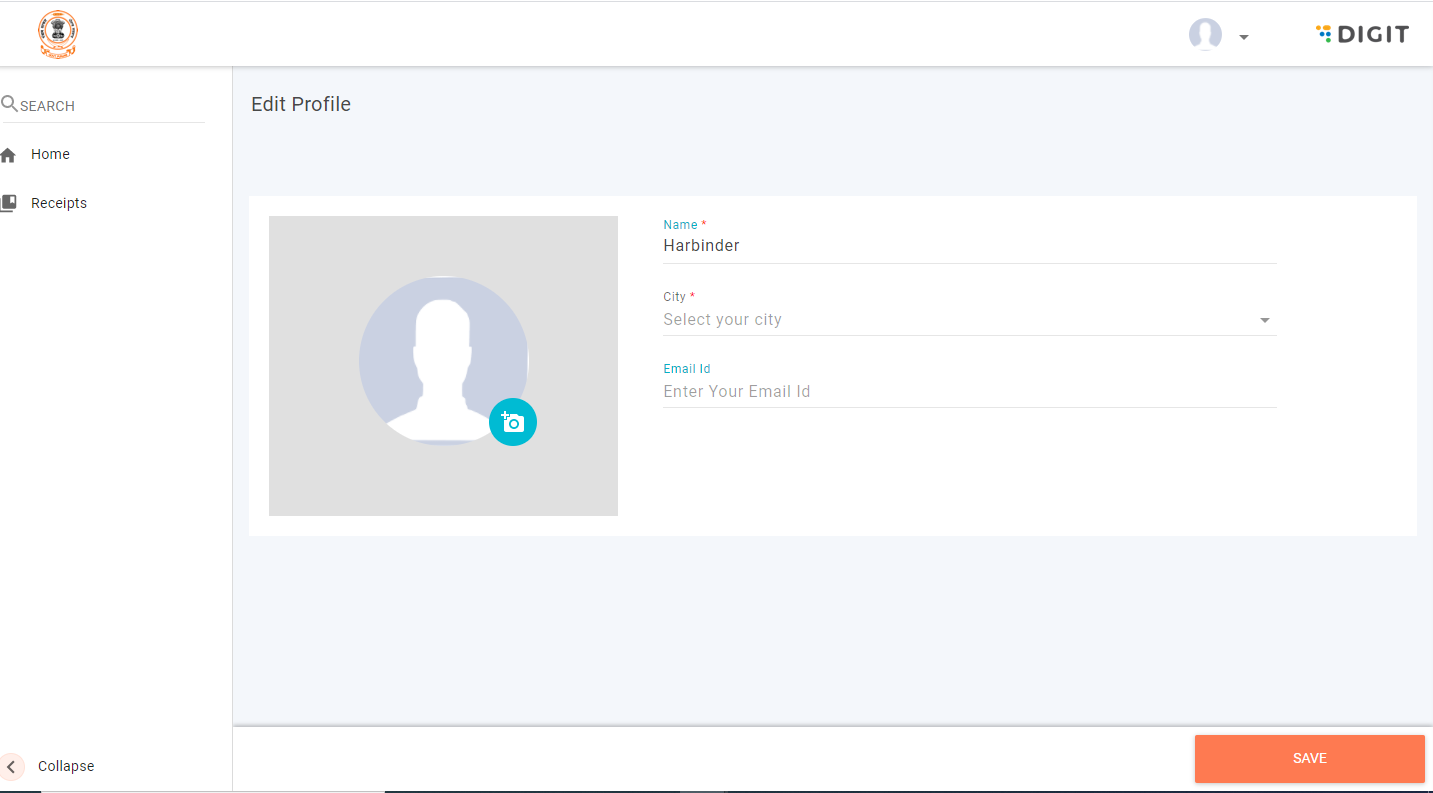 DIGIT
SEARCH
Edit Profile
Home
Receipts
Name *
Harbinder
City *
Select your city
Email Id
Enter Your Email Id
Collapse
SAVE